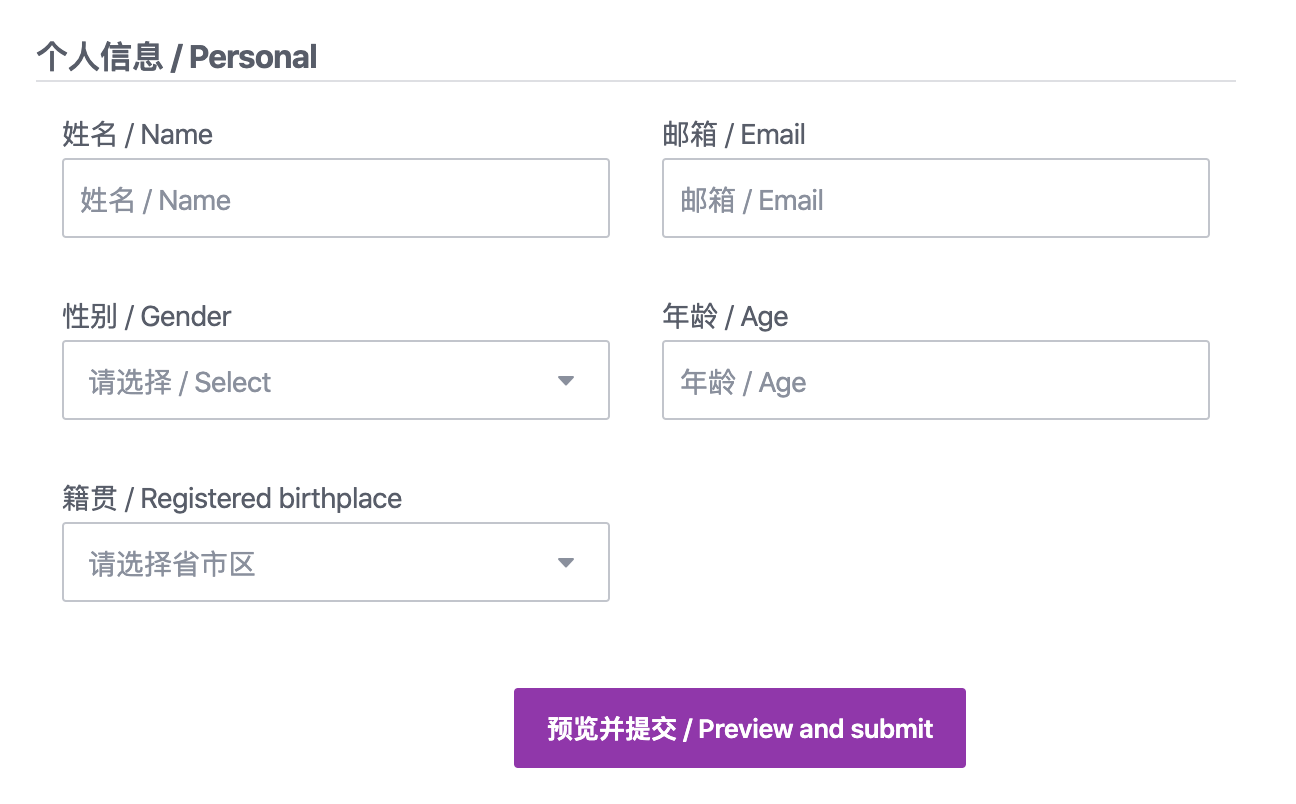 个人信息 / Personal
姓名 / Name
邮箱 / Email
姓名 / Name
邮箱 / Email
性别 / Gender
年龄 / Age
请选择 / Select
年龄 / Age
籍贯 / Registered birthplace
请选择省市区
预览并提交 / Preview and submit